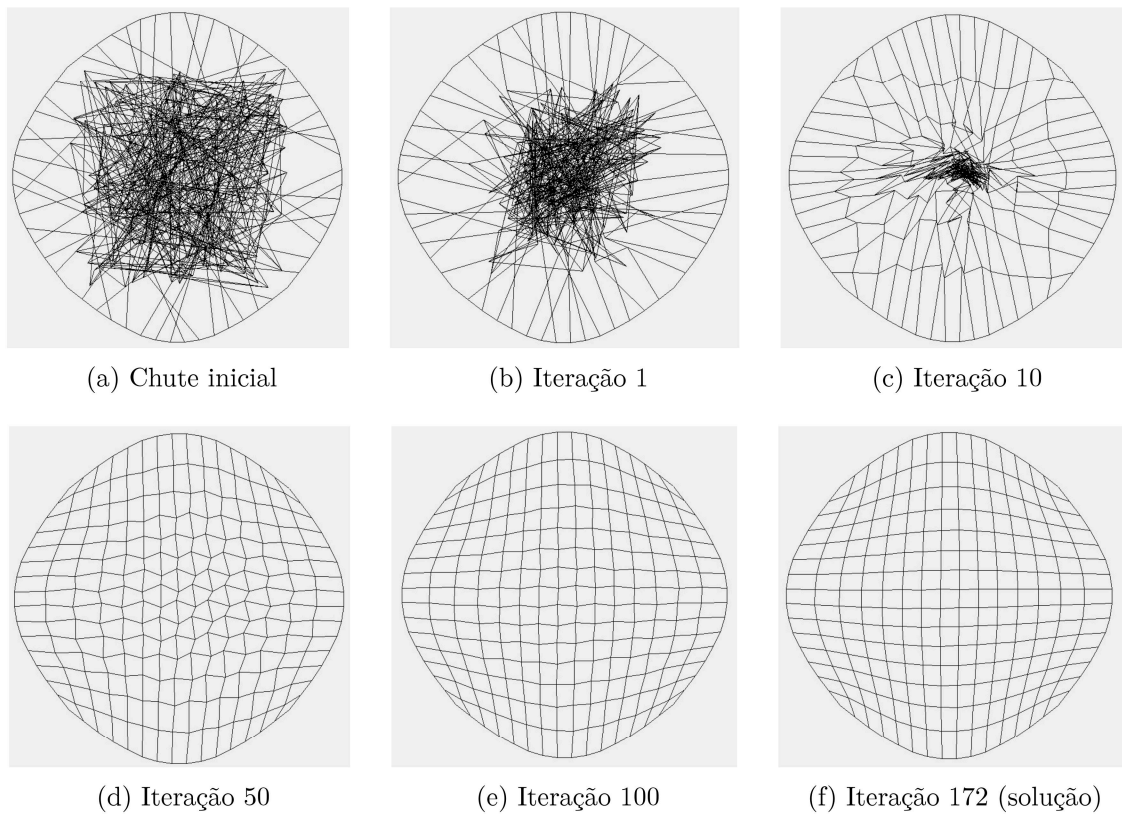 (a) Chute inicial
(b) Iteração 1
(c) Iteração 10
(d) Iteração 50
(e) Iteração 100
(f) Iteração 172 (solução)